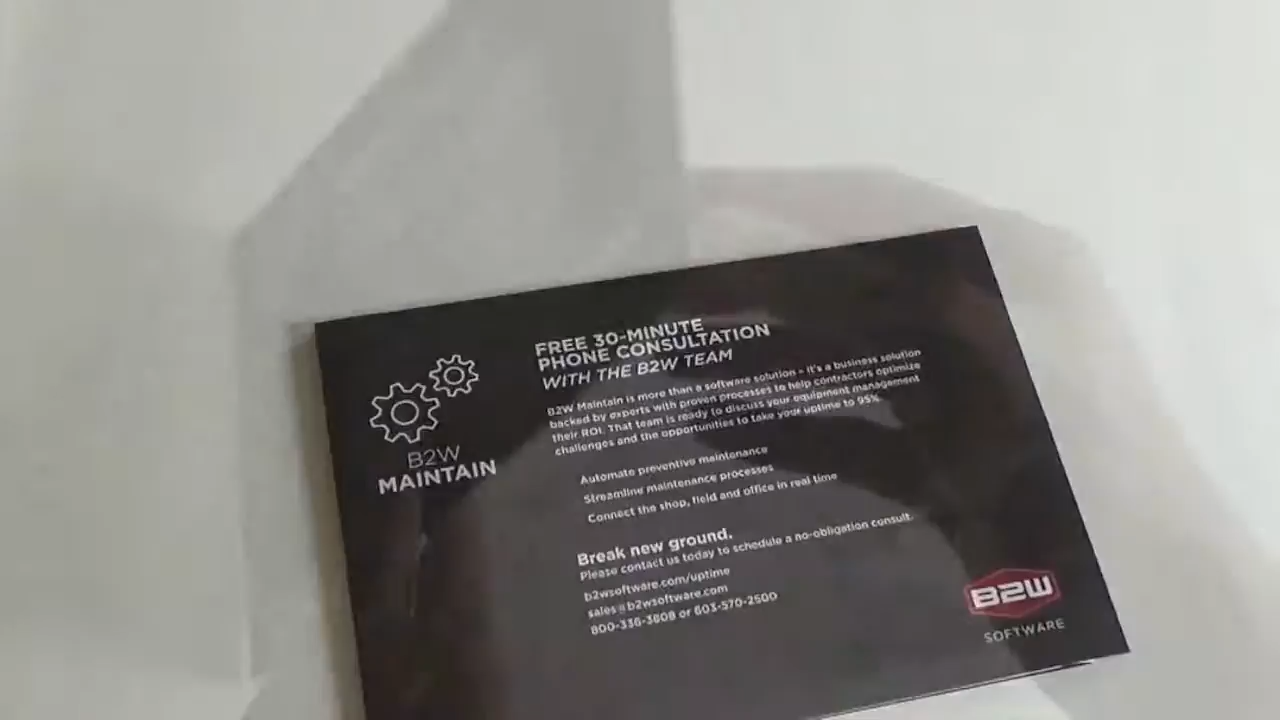 B2W
MAINTAIN
FREE 30-MINUTE
PHONE CONSULTATION
WITH THE B2W TEAM
B2W Maintain is more than a software solution - it's a business solution
backed by experts with proven processes to help contractors optimize
their ROI. That team is ready to discuss your equipment management
challenges and the opportunities to take your uptime to 95%.
Automate preventive maintenance
Streamline maintenance processes
Connect the shop, field and office in real time
Break new ground.
Please contact us today to schedule a no-obligation consult.
b2wsoftware.com/uptime
sales@b2wsoftware.com
800-336-3808 or 603-570-2500
B2W
SOFTWARE